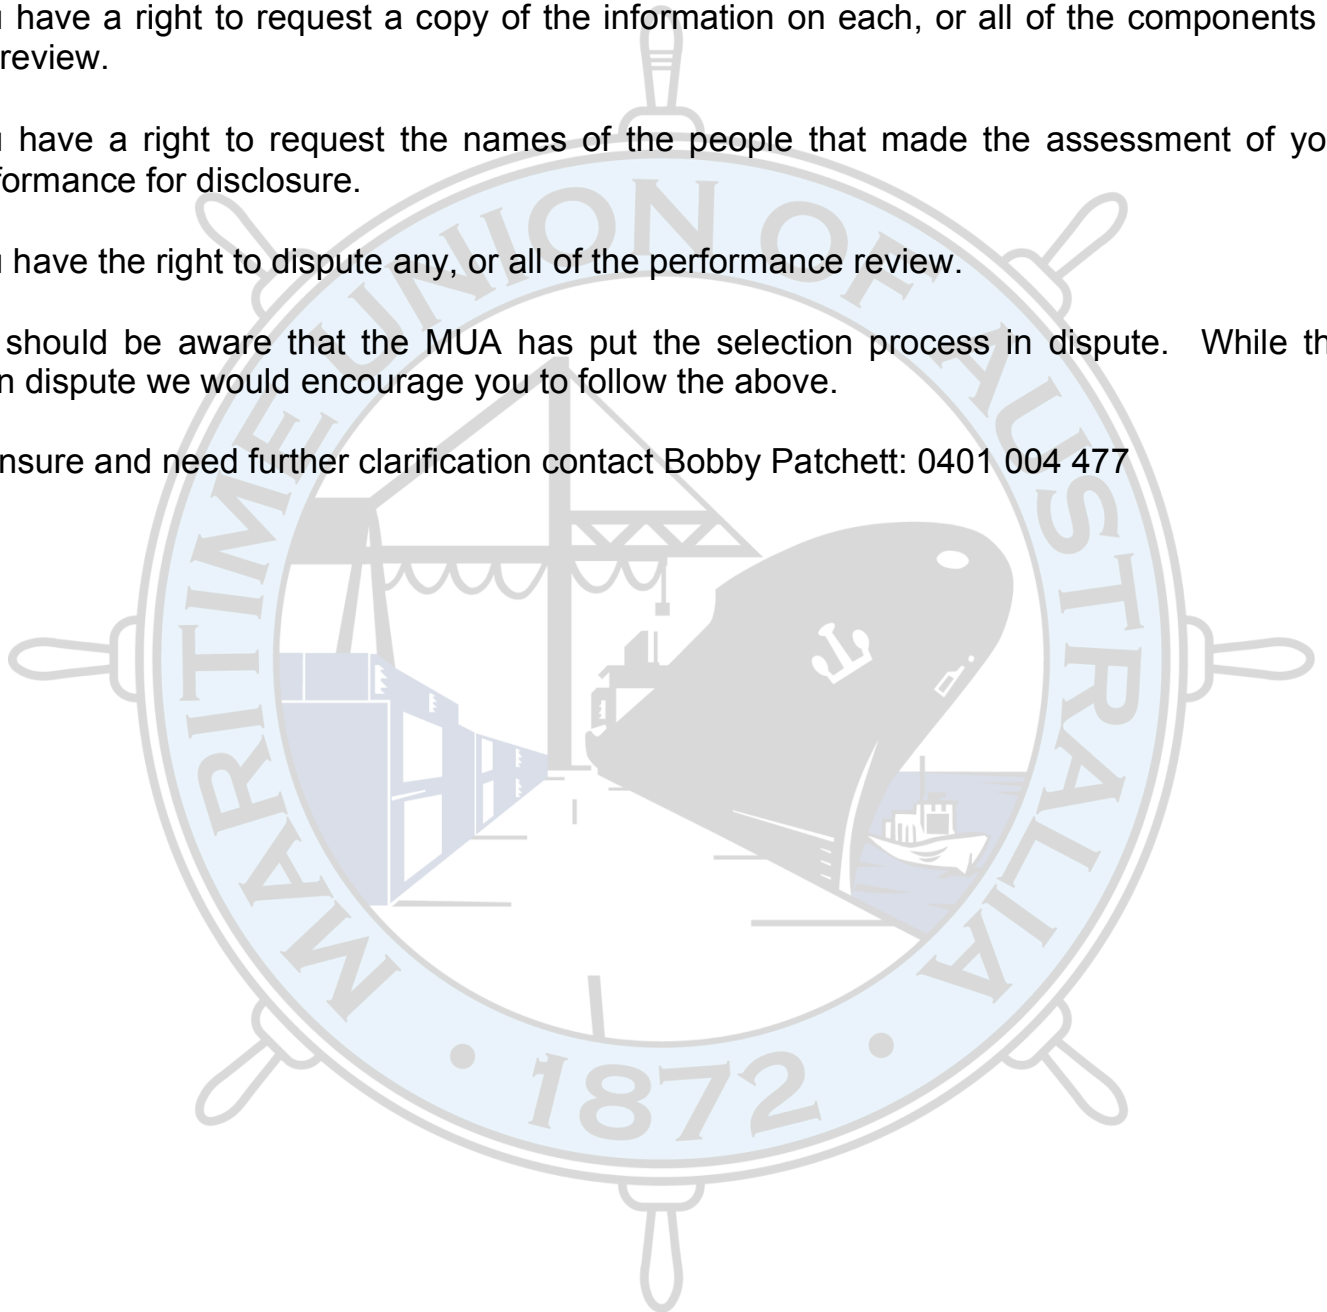 have a right to request a copy of the information on each, or all of the components
review.
have a right to request the names of the people that made the assessment of yo
formance for disclosure.
have the right to dispute any, or all of the performance review.
should be aware that the MUA has put the selection process in dispute. While th
n dispute we would encourage you to follow the above.
nsure and need further clarification contact Bobby Patchett: 0401 004 477
MARITIME UNION OF AUSTRALIA
• 1872 •